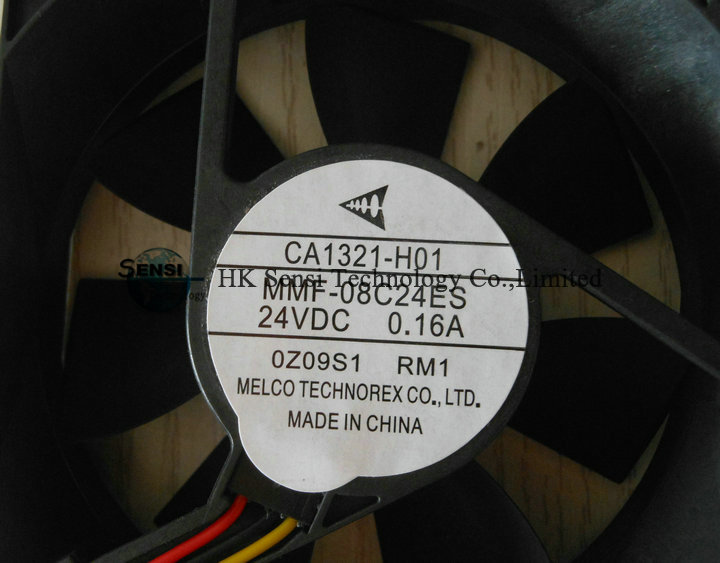 CA1321-H01
SENSI
HK Sensi Technology Co.,Limited
MMF-08C24ES
24VDC 0.16A
0Z09S1 RM1
MELCO TECHNOREX CO., LTD.
MADE IN CHINA